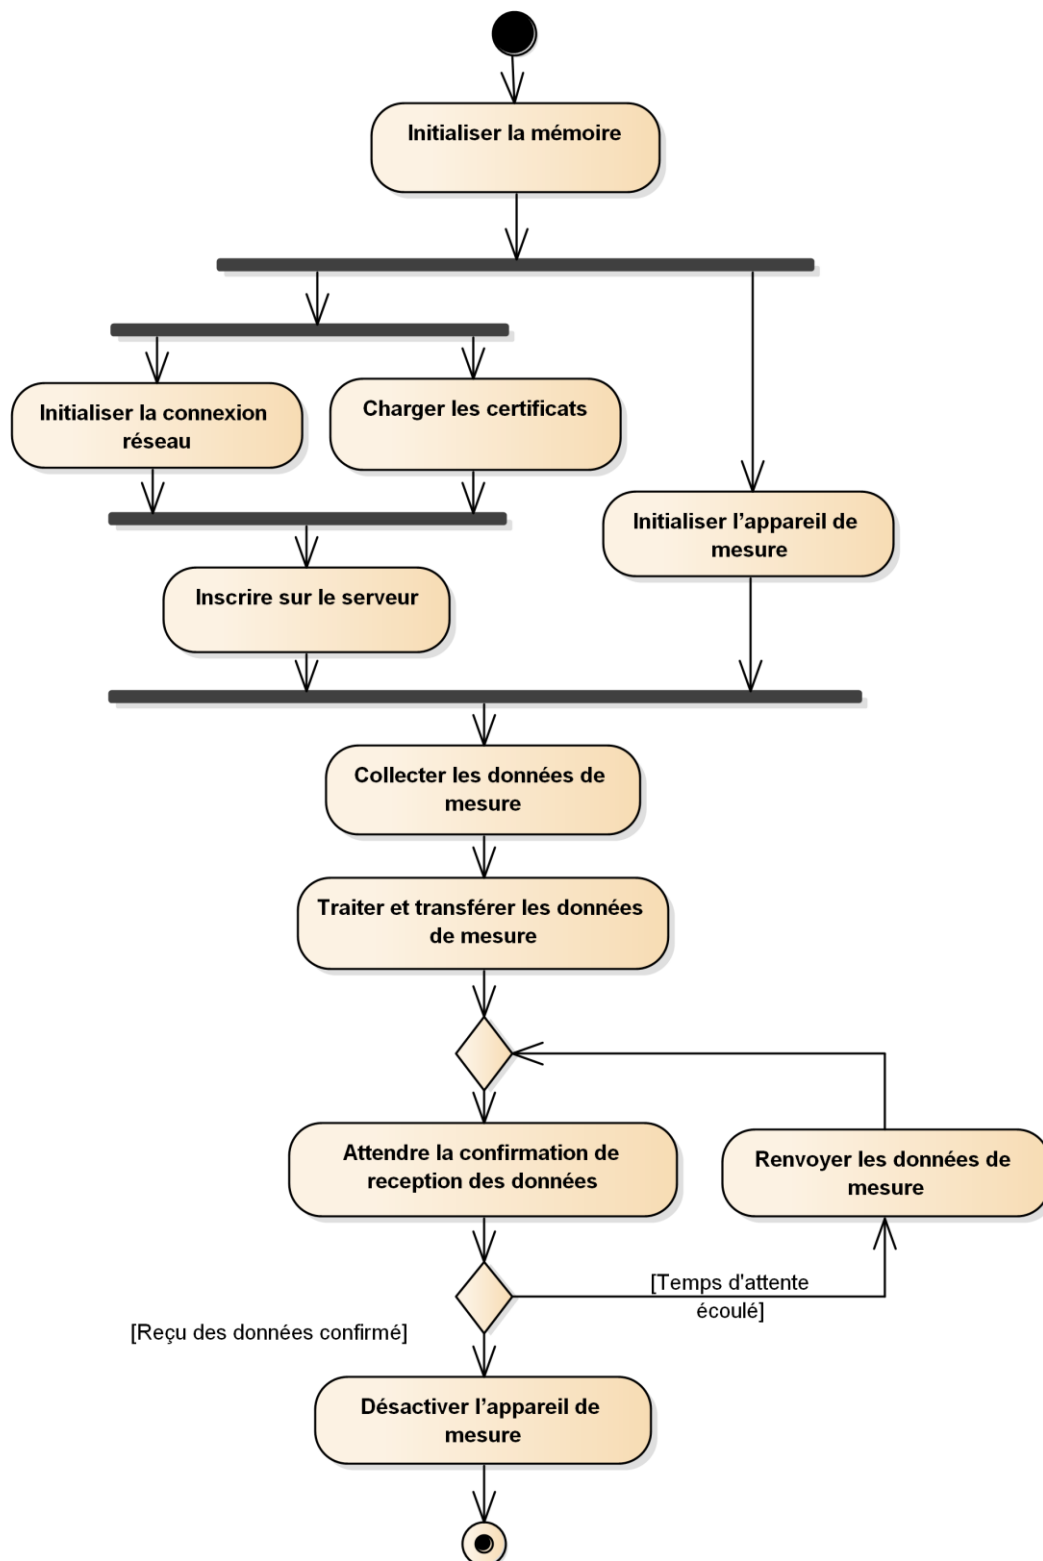 Initialiser la mémoire
Initialiser la connexion
réseau
Charger les certificats
Initialiser l’appareil de
mesure
Inscrire sur le serveur
Collecter les données de
mesure
Traiter et transférer les données
de mesure
Attendre la confirmation de
reception des données
Renvoyer les données de
mesure
[Temps d'attente
écoulé]
[Reçu des données confirmé]
Désactiver l’appareil de
mesure